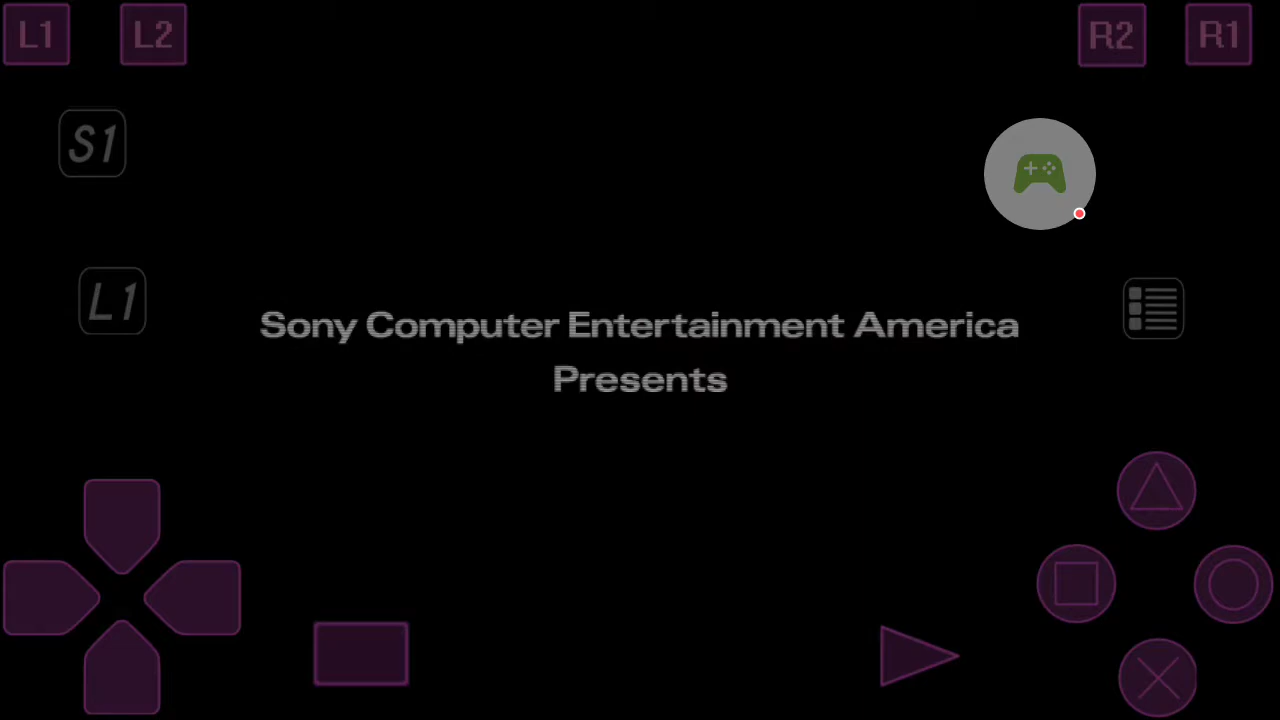 L1 L2 R2 R1
S1
L1
Sony Computer Entertainment America
Presents